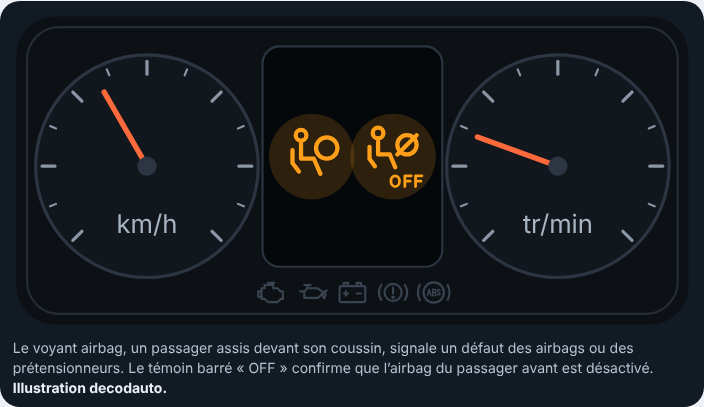 OFF
km/h
tr/min
ABS
Le voyant airbag, un passager assis devant son coussin, signale un défaut des airbags ou des
prétensionneurs. Le témoin barré « OFF » confirme que l’airbag du passager avant est désactivé.
Illustration decodauto.